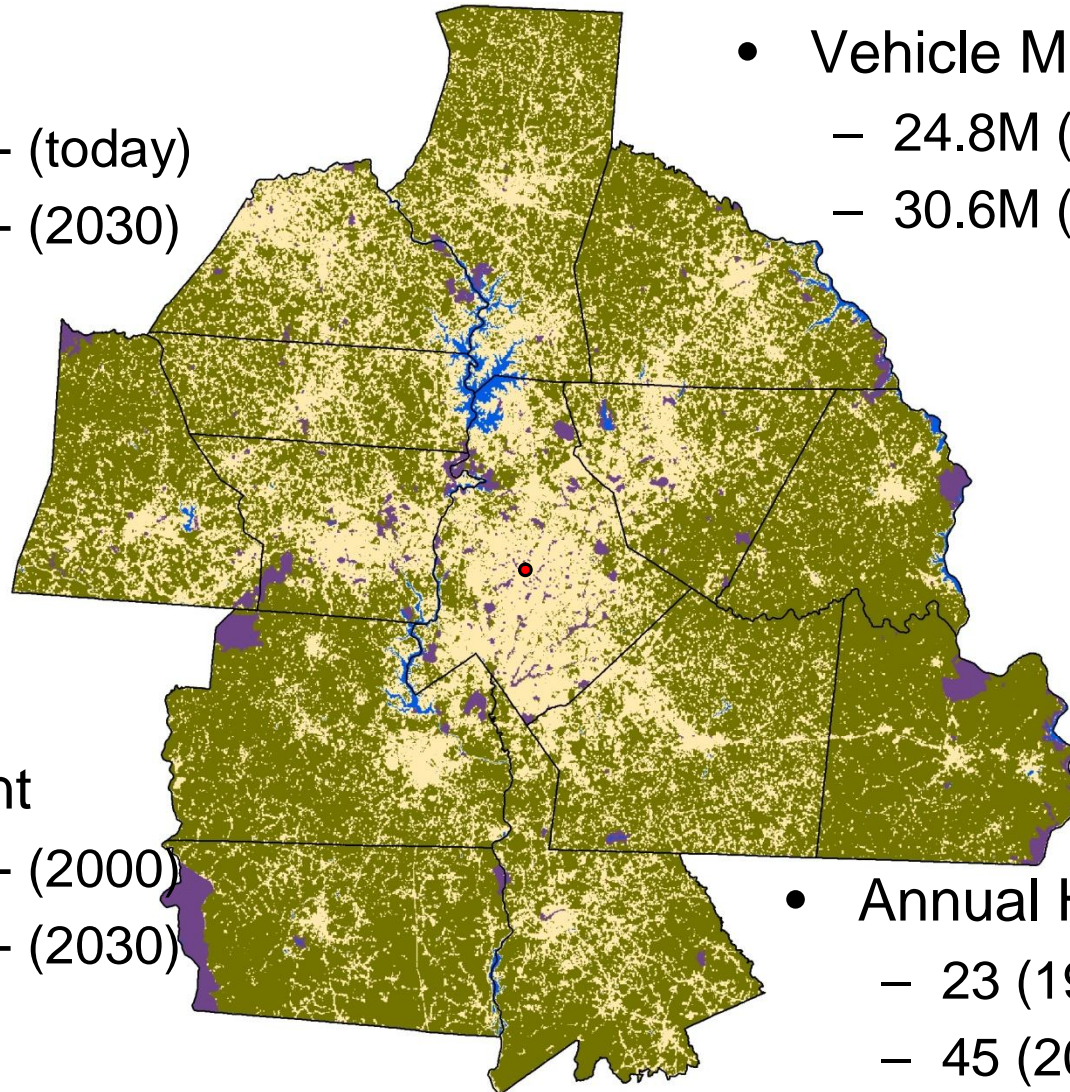 - (today)
- (2030)
• Vehicle M
– 24.8M (
– 30.6M (
nt
- (2000)
- (2030)
• Annual H
– 23 (19
– 45 (20